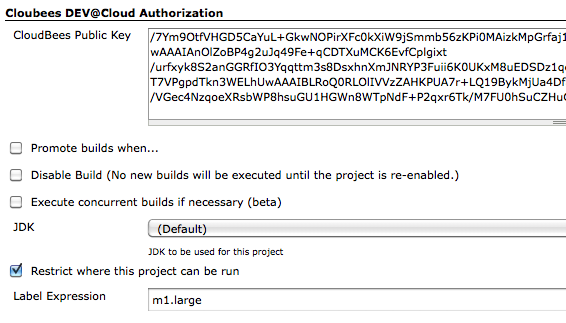 Cloubees DEV@Cloud Authorization
CloudBees Public Key
/7Ym9OtfVHGD5CaYuL+GkwNOPirXFc0kXiW9jSmmb56zKPi0MAizkMpGrfaj1
wAAAIAnOlZoBP4g2uJq49Fe+qCDTXuMCK6EvfCplgixt
/urfxyk8S2anGGRfIO3Yqqttm3s8DsxhnXmJNRYP3Fuii6K0UKxM8uEDSDz1q
T7VPgpdTkn3WELhUwAAAIBLRoQ0RLOlIVVzZAHKPUA7r+LQ19BykMjUa4Df
/VGec4NzqoeXRsbWP8hsuGU1HGWn8WTpNdF+P2qxr6Tk/M7FU0hSuCZHu
Promote builds when...
Disable Build (No new builds will be executed until the project is re-enabled.)
Execute concurrent builds if necessary (beta)
JDK
(Default)
JDK to be used for this project
Restrict where this project can be run
Label Expression
m1.large